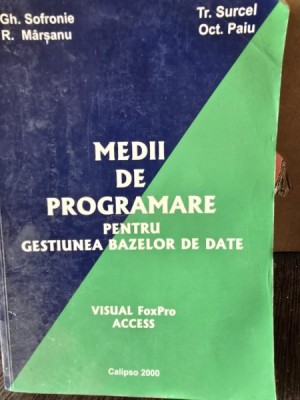 Gh. Sofronie
R. Mârșanu
Tr. Surcel
Oct. Paiu
MEDII
DE
PROGRAMARE
PENTRU
GESTIUNEA BAZELOR DE DATE
VISUAL FoxPro
ACCESS
Calipso 2000